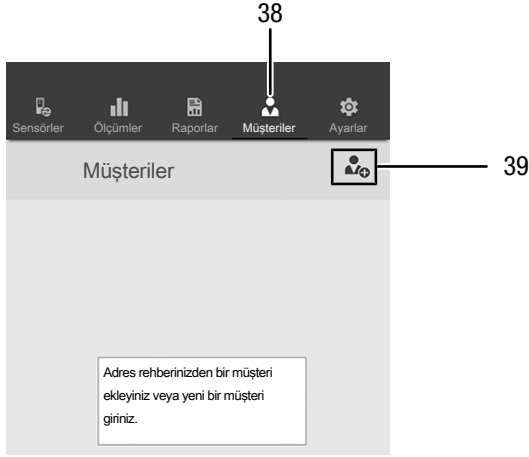 38
Sensörler Ölçümler Raporlar Müşteriler Ayarlar
Müşteriler
39
Adres rehberinizden bir müşteri
ekleyiniz veya yeni bir müşteri
giriniz.